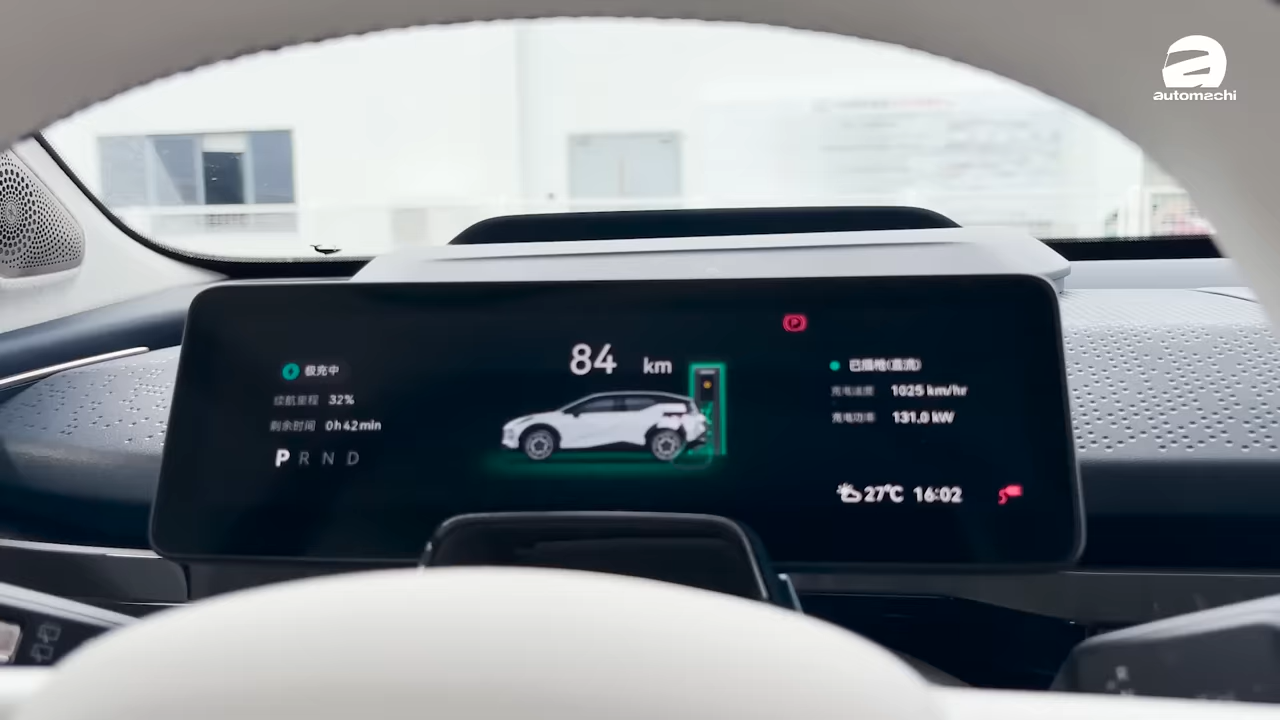 automachi
84 km
极充中
续航里程 32%
剩余时间 0h42min
P R N D
已插枪(直流)
充电速度 1025 km/hr
充电功率 131.0 kW
27℃ 16:02